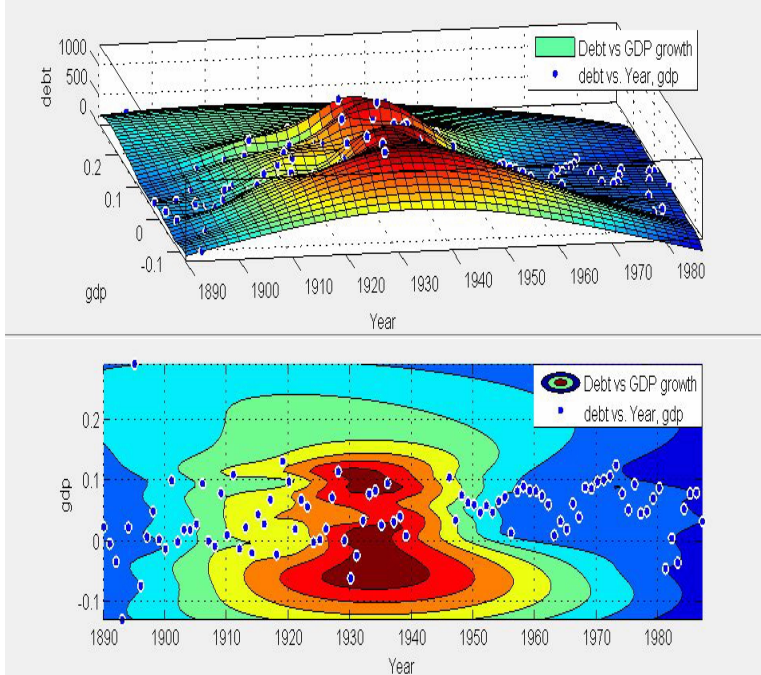 1000
500
0
debt
Debt vs GDP growth
debt vs. Year, gdp
0.2
0.1
0
-0.1
gdp
1890
1900
1910
1920
1930
1940
1950
1960
1970
1980
Year
Debt vs GDP growth
debt vs. Year, gdp
0.2
0.1
0
-0.1
gdp
1890 1900 1910 1920 1930 1940 1950 1960 1970 1980
Year